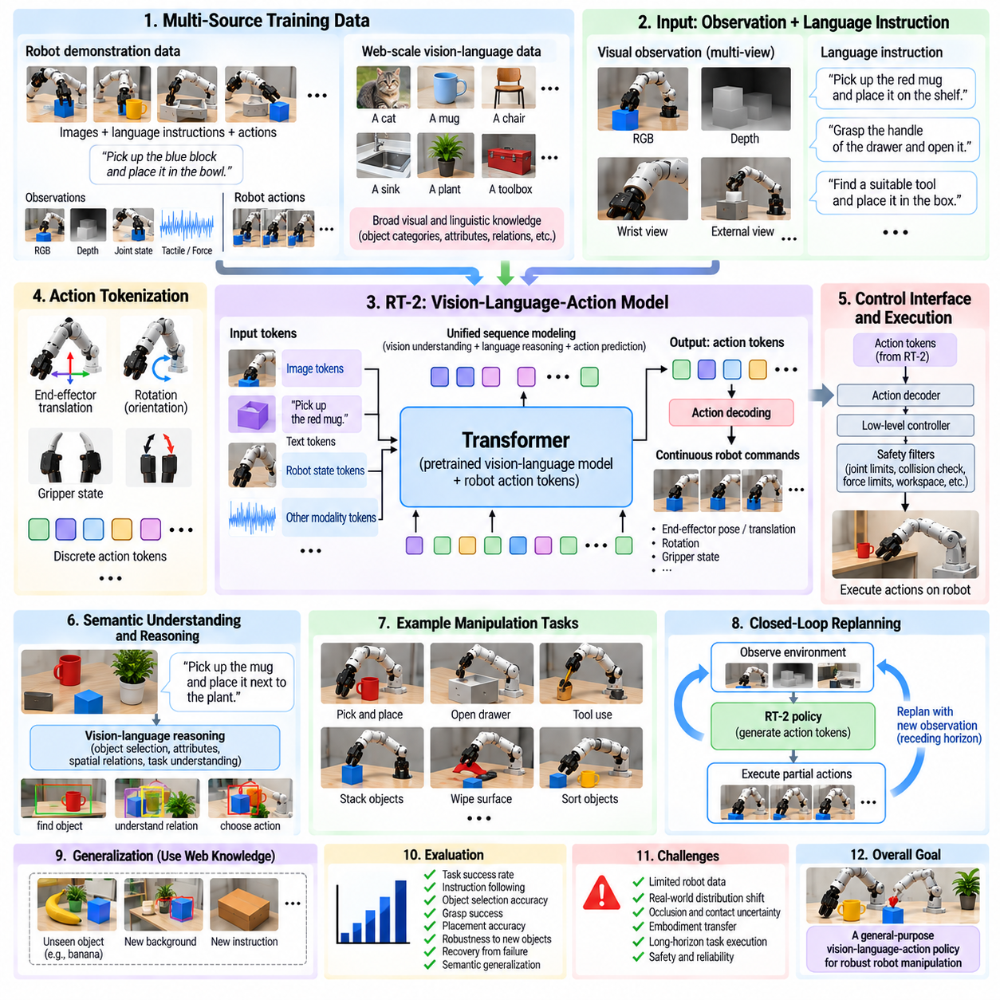 1. Multi-Source Training Data
Robot demonstration data
Images + language instructions + actions
“Pick up the blue block
and place it in the bowl.”
Observations
RGB
Depth
Joint state
Tactile / Force
Robot actions
Web-scale vision-language data
A cat
A mug
A chair
A sink
A plant
A toolbox
Broad visual and linguistic knowledge
(object categories, attributes, relations, etc.)
2. Input: Observation + Language Instruction
Visual observation (multi-view)
RGB
Depth
Wrist view
External view
Language instruction
“Pick up the red mug
and place it on the shelf.”
“Grasp the handle
of the drawer and open it.”
“Find a suitable tool
and place it in the box.”
4. Action Tokenization
End-effector
translation
Rotation
(orientation)
Gripper state
Discrete action tokens
3. RT-2: Vision-Language-Action Model
Input tokens
Image tokens
“Pick up
the red mug.”
Text tokens
Robot state tokens
Other modality tokens
Unified sequence modeling
(vision understanding + language reasoning + action prediction)
Transformer
(pretrained vision-language model
+ robot action tokens)
Output: action tokens
Action decoding
Continuous robot commands
• End-effector pose / translation
• Rotation
• Gripper state
• ...
5. Control Interface
and Execution
Action tokens
(from RT-2)
Action decoder
Low-level controller
Safety filters
(joint limits, collision check,
force limits, workspace, etc.)
Execute actions on robot
6. Semantic Understanding
and Reasoning
“Pick up the mug
and place it next to
the plant.”
Vision-language reasoning
(object selection, attributes,
spatial relations, task understanding)
find object
understand relation
choose action
7. Example Manipulation Tasks
Pick and place
Open drawer
Tool use
Stack objects
Wipe surface
Sort objects
8. Closed-Loop Replanning
Observe environment
RT-2 policy
(generate action tokens)
Execute partial actions
Replan with
new observation
(receding horizon)
9. Generalization (Use Web Knowledge)
Unseen object
(e.g., banana)
New background
New instruction
10. Evaluation
Task success rate
Instruction following
Object selection accuracy
Grasp success
Placement accuracy
Robustness to new objects
Recovery from failure
Semantic generalization
11. Challenges
Limited robot data
Real-world distribution shift
Occlusion and contact uncertainty
Embodiment transfer
Long-horizon task execution
Safety and reliability
12. Overall Goal
A general-purpose
vision-language-action policy
for robust robot manipulation